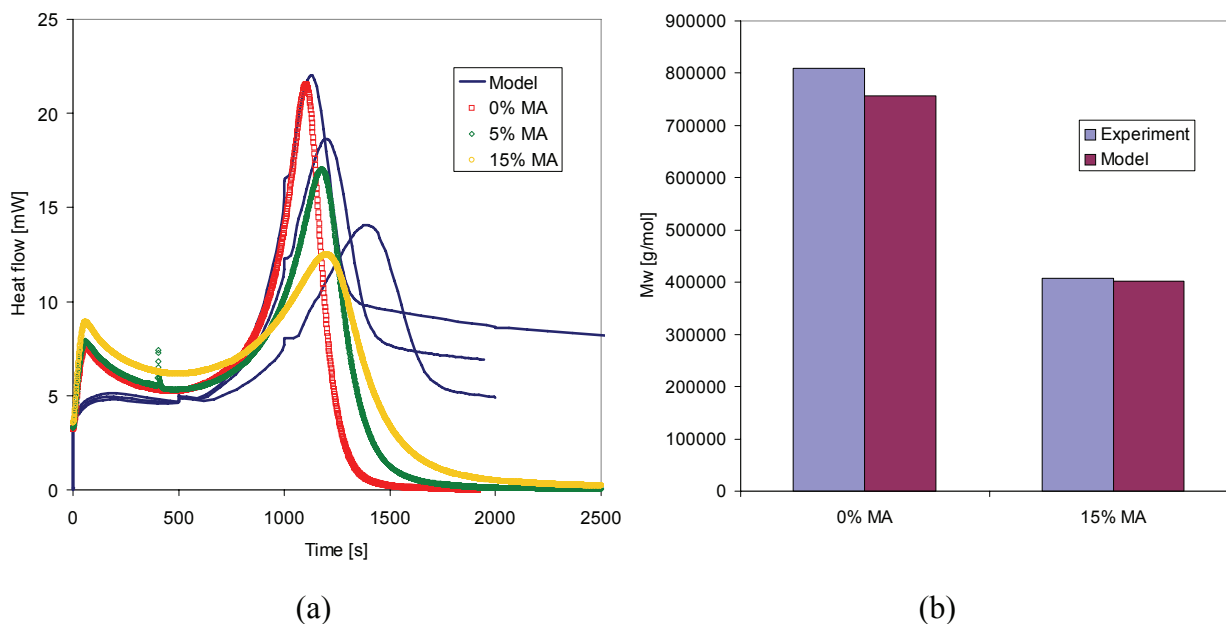 25
20
15
10
5
0
Heat flow [mW]
0 500 1000 1500 2000 2500
Time [s]
Model
0% MA
5% MA
15% MA
(a)
900000
800000
700000
600000
500000
400000
300000
200000
100000
0
Mw [g/mol]
0% MA 15% MA
Experiment
Model
(b)